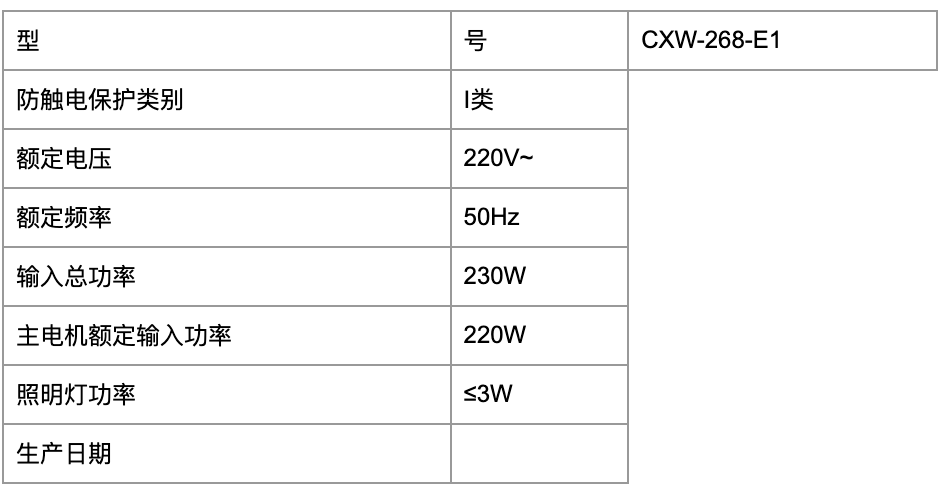 型 号 CXW-268-E1
防触电保护类别 I类
额定电压 220V~
额定频率 50Hz
输入总功率 230W
主电机额定输入功率 220W
照明灯功率 ≤3W
生产日期